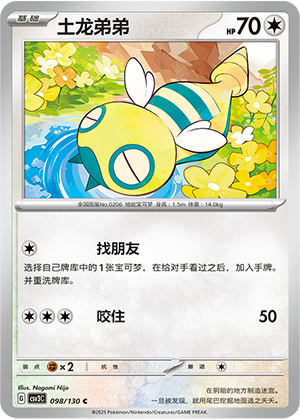 基础
土龙弟弟
HP70
全国图鉴No.0206 地蛇宝可梦 身高:1.5m 体重:14.0kg
找朋友
选择自己牌库中的1张宝可梦,在给对手看过之后,加入手牌。
并重洗牌库。
咬住 50
弱点 ×2 抗性 撤退
Illus. Nagomi Nijo
G CSV3C 098/130 C
在阴暗的地方制造迷宫。
一旦被发现,就用尾巴挖掘地面逃之夭夭。
©2025 Pokémon/Nintendo/Creatures/GAME FREAK.